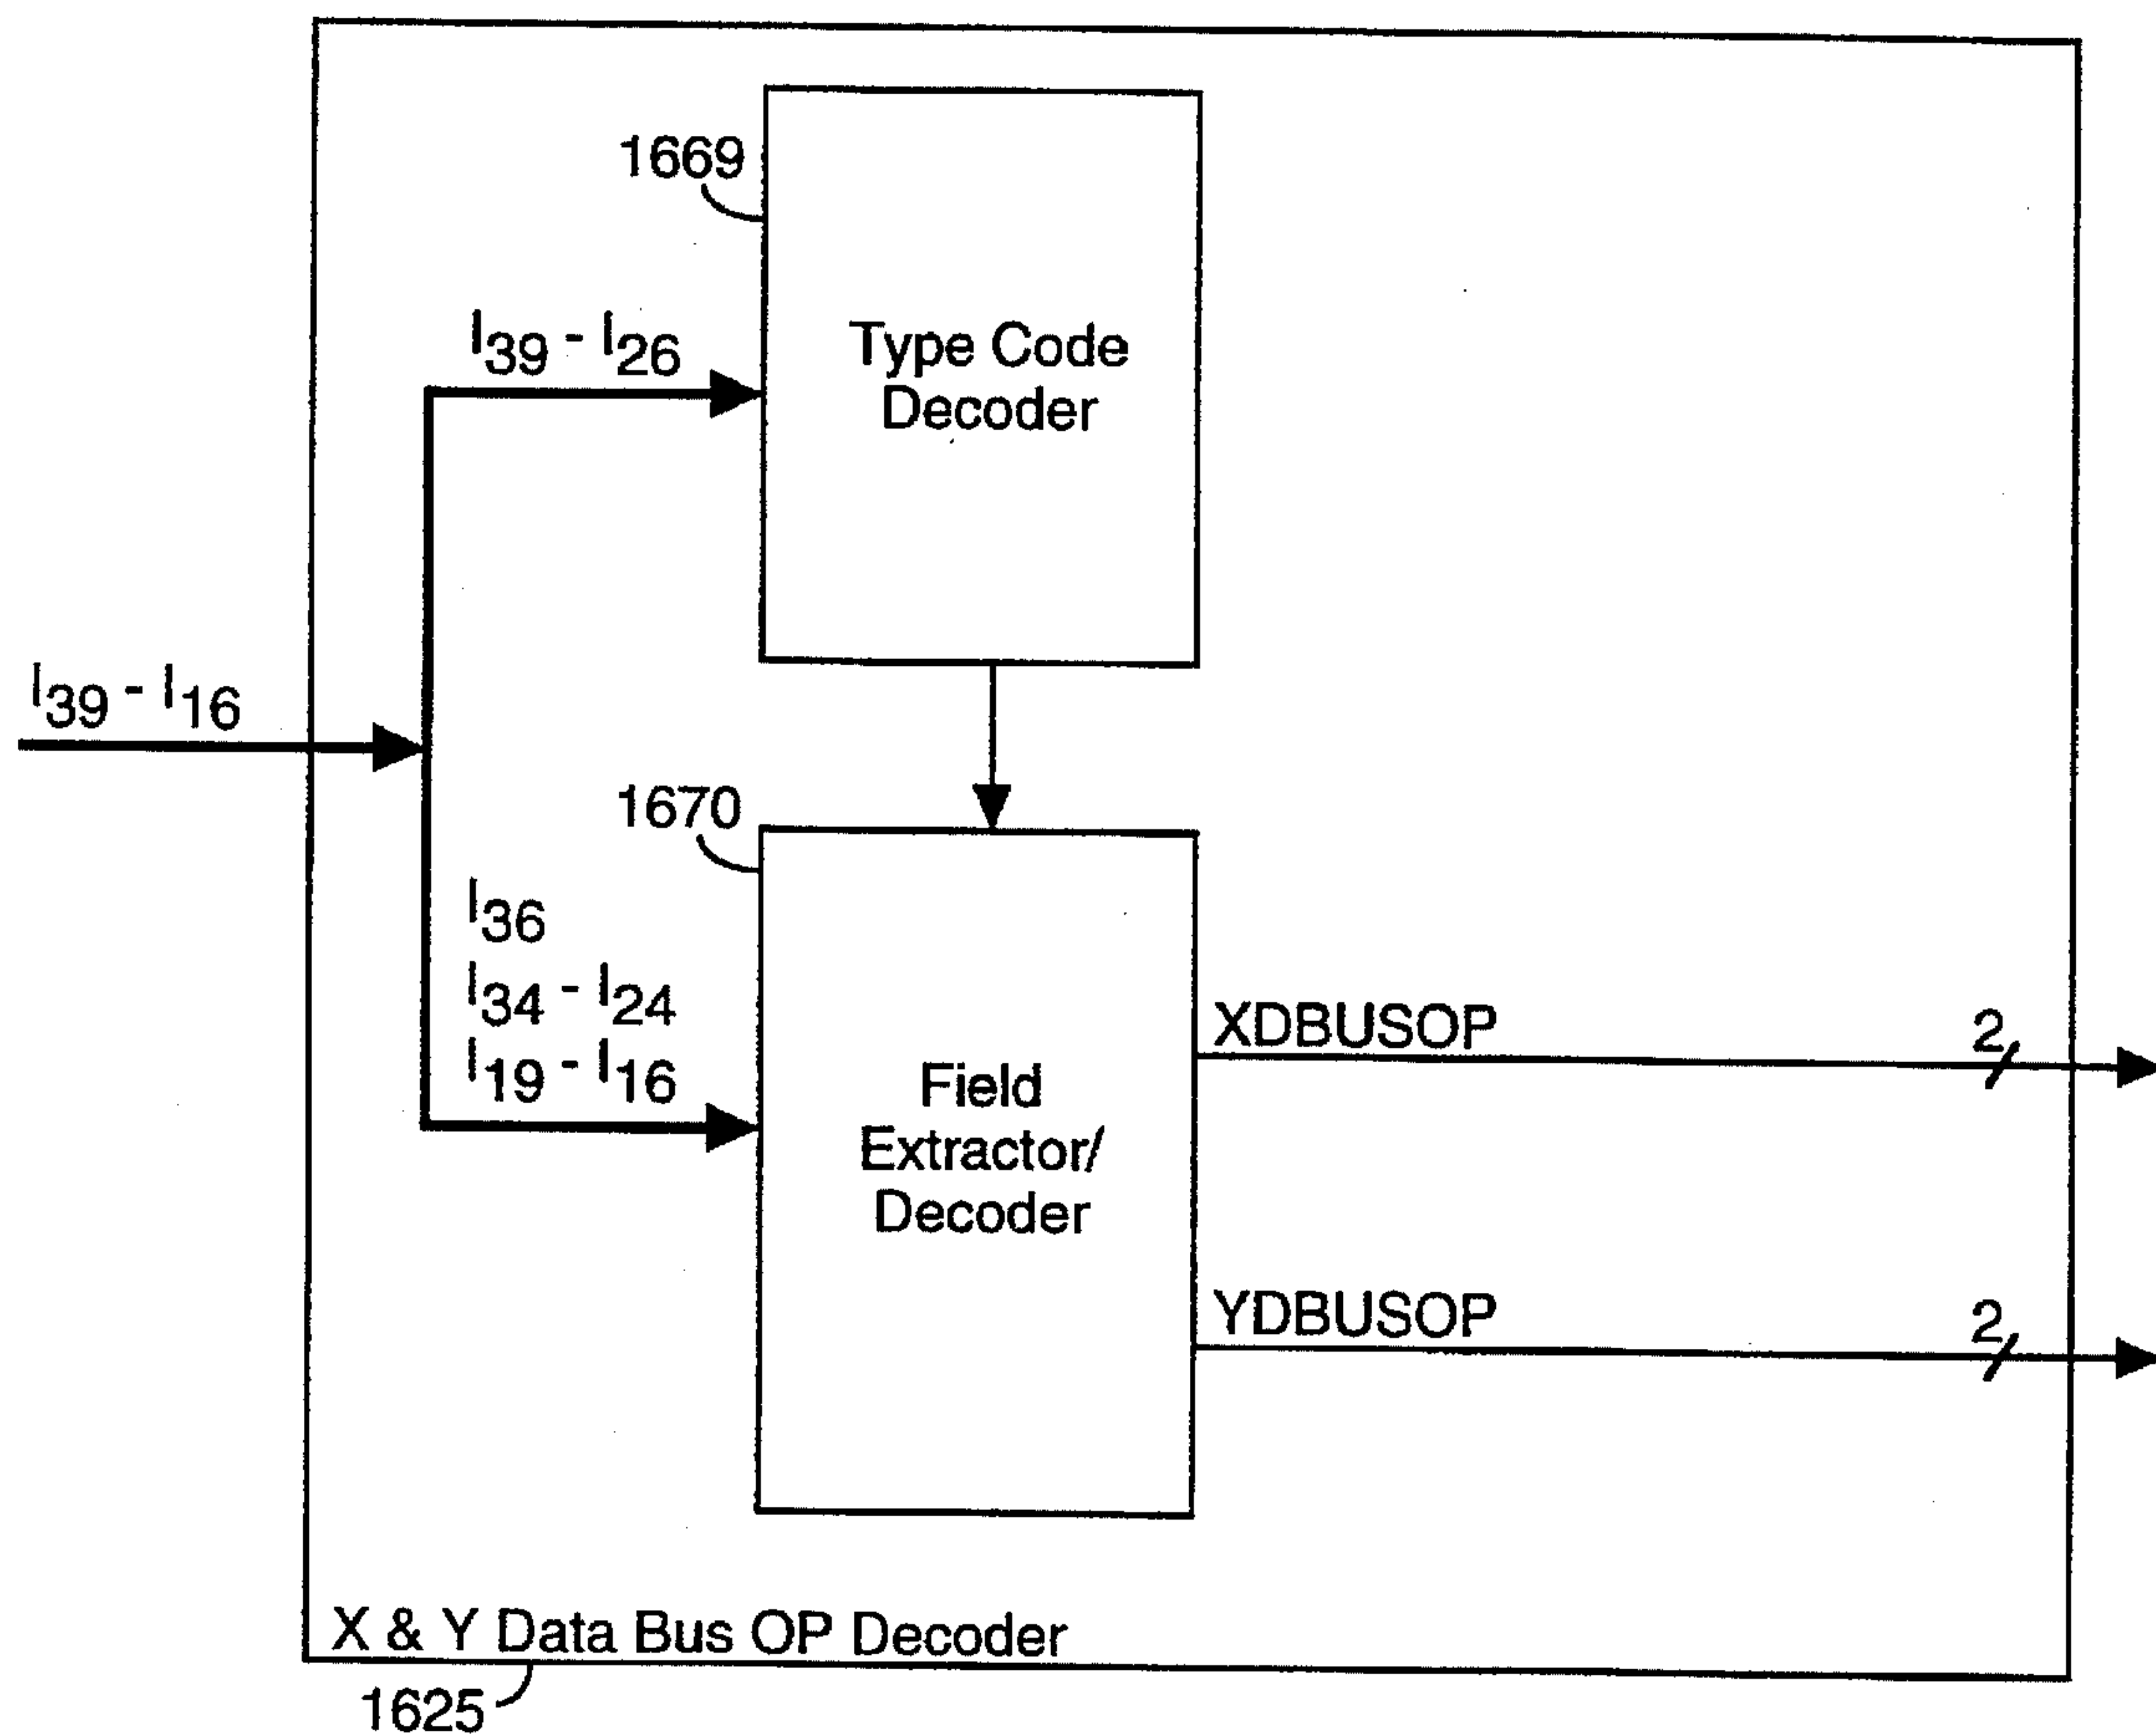 1669
I39 - I26
Type Code
Decoder
I39 - I16
1670
I36
I34 - I24
I19 - I16
Field
Extractor/
Decoder
XDBUSOP
2
YDBUSOP
2
X & Y Data Bus OP Decoder
1625